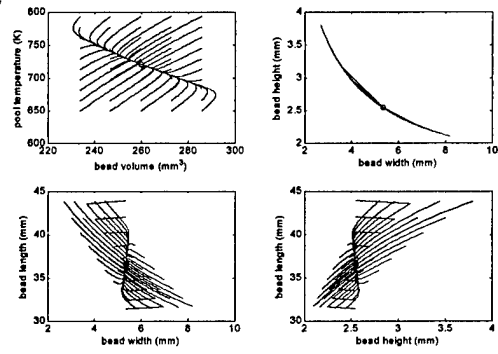 800
750
700
650
600
220 240 260 280 300
pool temperature (K)
bead volume (mm³)
4
3.5
3
2.5
2
2 4 6 8 10
bead height (mm)
bead width (mm)
45
40
35
30
2 4 6 8 10
bead length (mm)
bead width (mm)
45
40
35
30
2 2.5 3 3.5 4
bead length (mm)
bead height (mm)